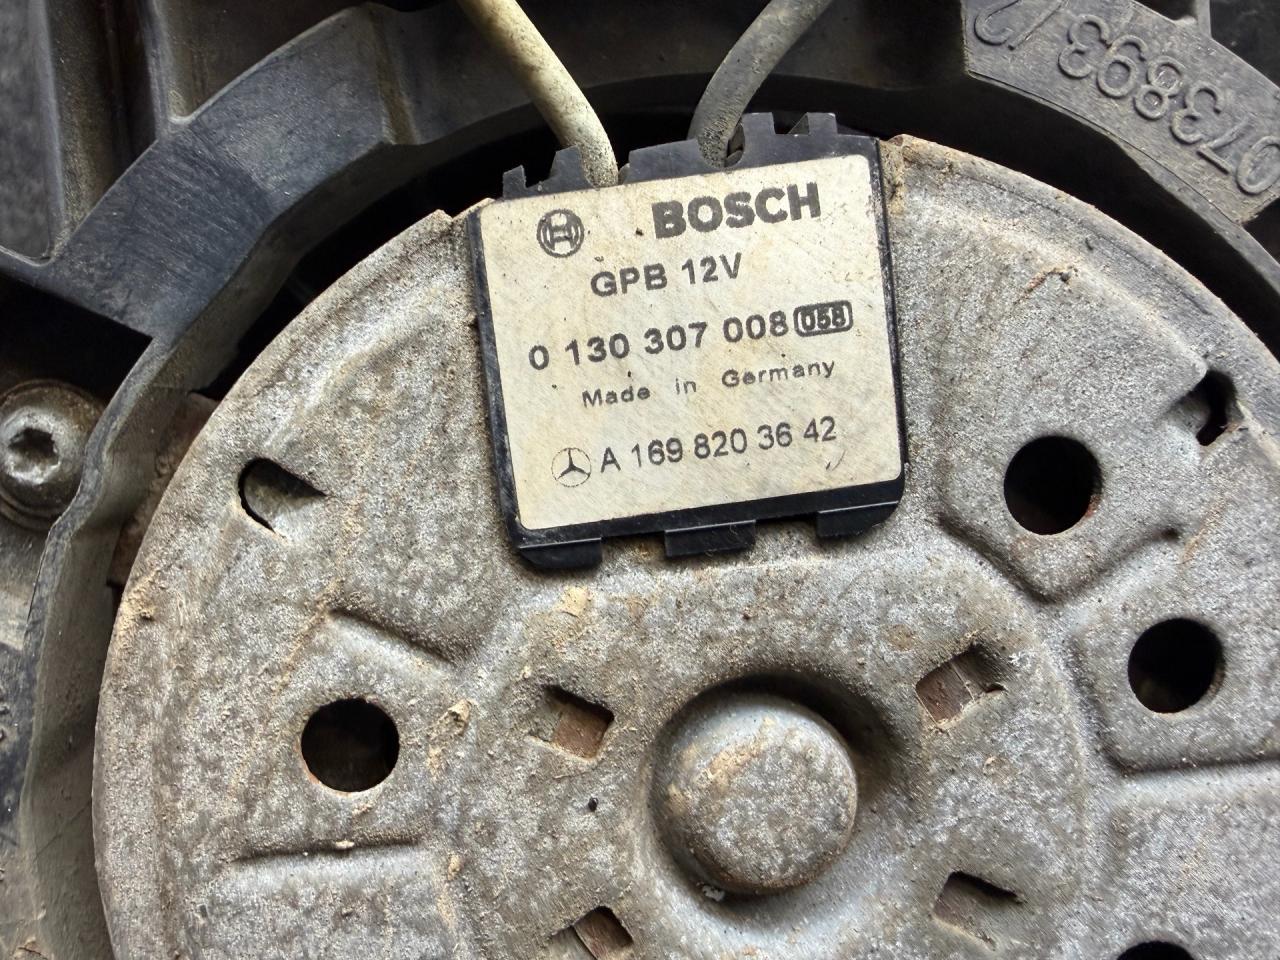 BOSCH
GPB 12V
0 130 307 008 058
Made in Germany
A 169 820 36 42